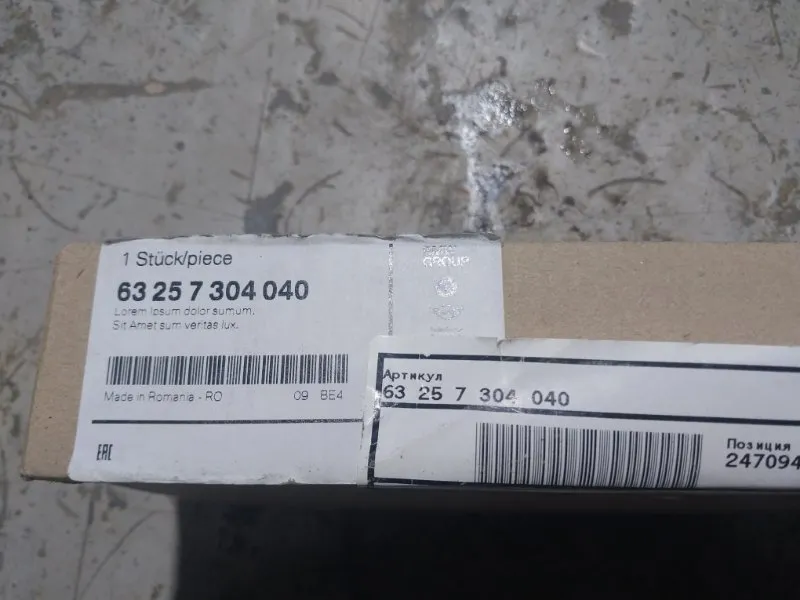 1 Stück/piece
63 25 7 304 040
Lorem Ipsum dolor sumum,
Sit Amet sum veritas lux.
Made in Romania - RO 09 BE4
EAC
GROUP
Артикул
63 25 7 304 040
Позиция
247094